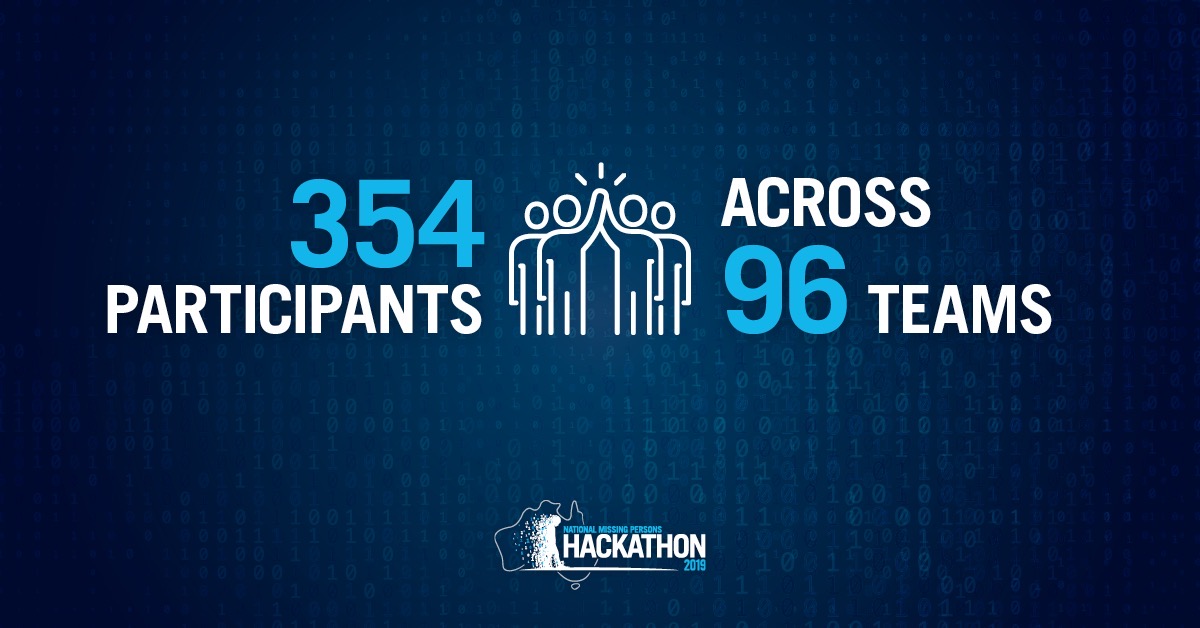 354
PARTICIPANTS
ACROSS
96 TEAMS
NATIONAL MISSING PERSONS
HACKATHON
2019